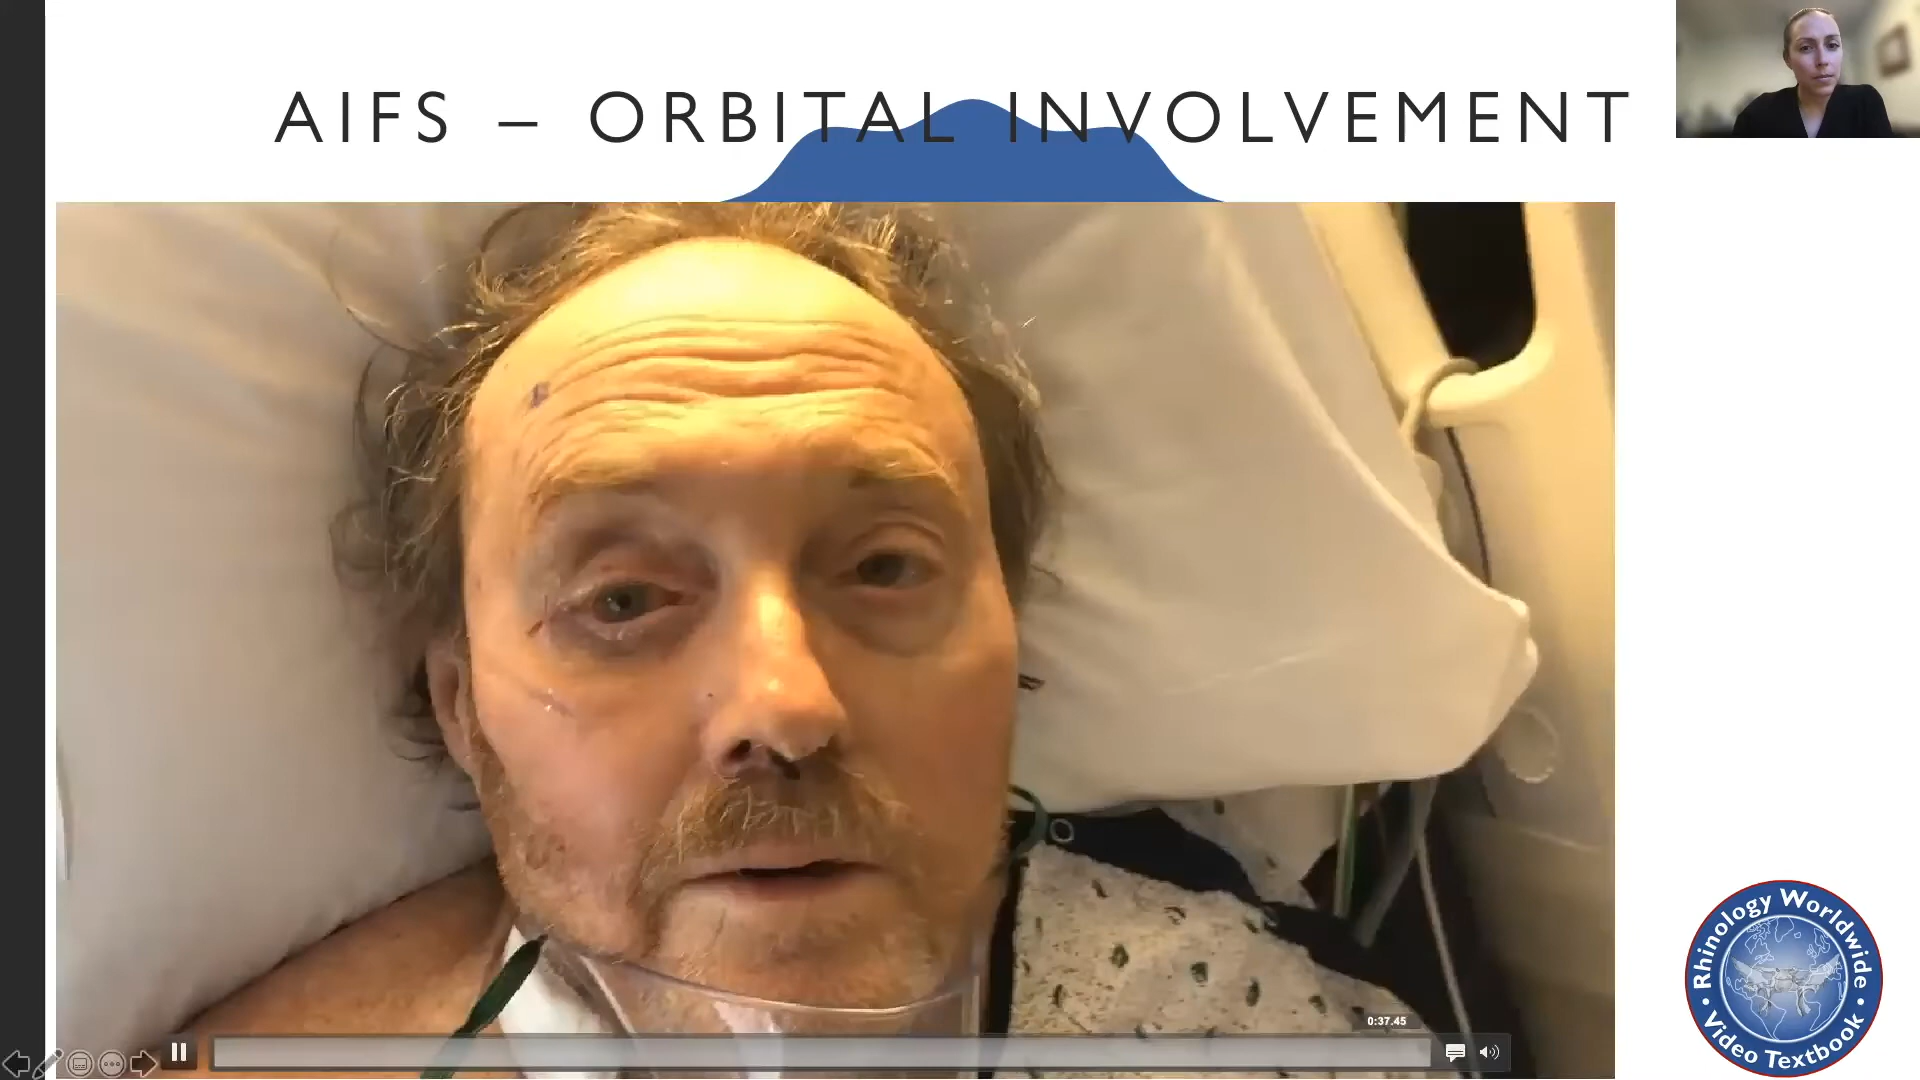 AIFS – ORBITAL INVOLVEMENT
0:37.45
Rhinology Worldwide
• Video Textbook •